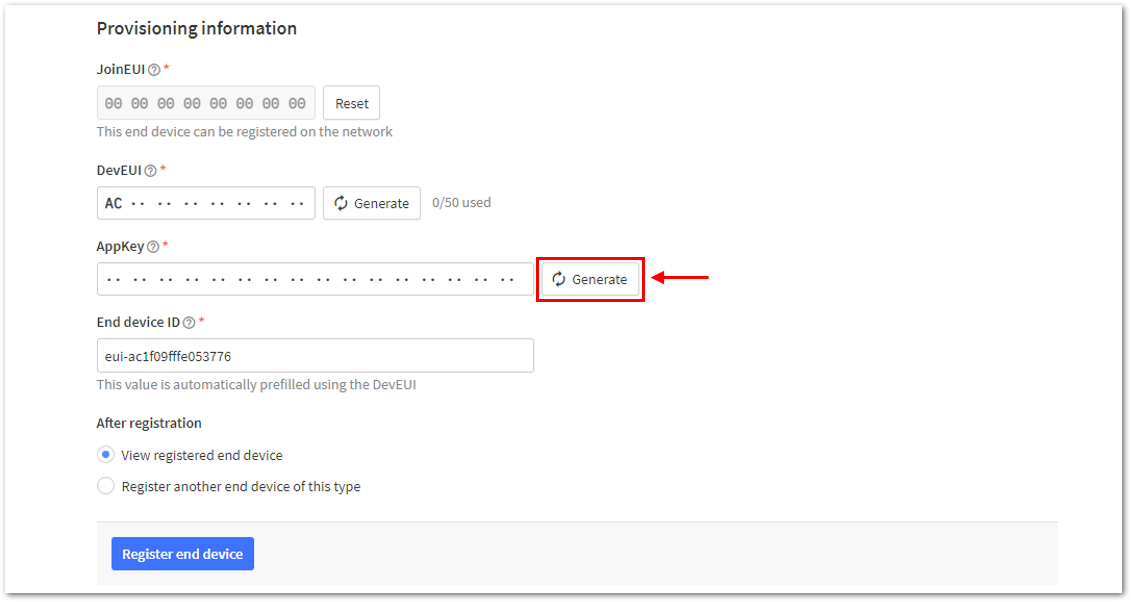 Provisioning information
JoinEUI *
00 00 00 00 00 00 00 00 Reset
This end device can be registered on the network
DevEUI *
AC ·· ·· ·· ·· ·· ·· ·· Generate 0/50 used
AppKey *
·· ·· ·· ·· ·· ·· ·· ·· ·· ·· ·· ·· ·· ·· ·· ·· Generate
End device ID *
eui-ac1f09fffe053776
This value is automatically prefilled using the DevEUI
After registration
View registered end device
Register another end device of this type
Register end device